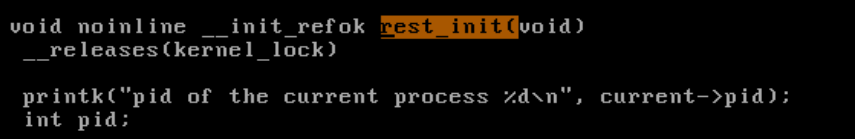 void noinline __init_refok rest_init(void)
__releases(kernel_lock)
printk("pid of the current process %d\n", current->pid);
int pid;